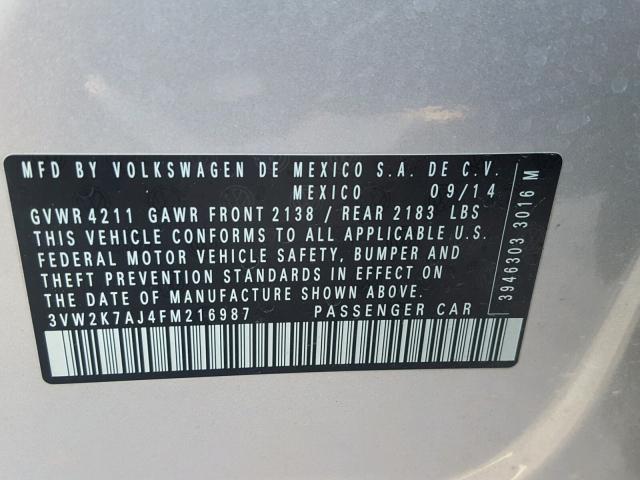 MFD BY VOLKSWAGEN DE MEXICO S.A. DE C.V.
MEXICO 09/14
GVWR 4211 GAWR FRONT 2138 / REAR 2183 LBS
THIS VEHICLE CONFORMS TO ALL APPLICABLE U.S.
FEDERAL MOTOR VEHICLE SAFETY, BUMPER AND
THEFT PREVENTION STANDARDS IN EFFECT ON
THE DATE OF MANUFACTURE SHOWN ABOVE.
3VW2K7AJ4FM216987 PASSENGER CAR
3946303 3016 M